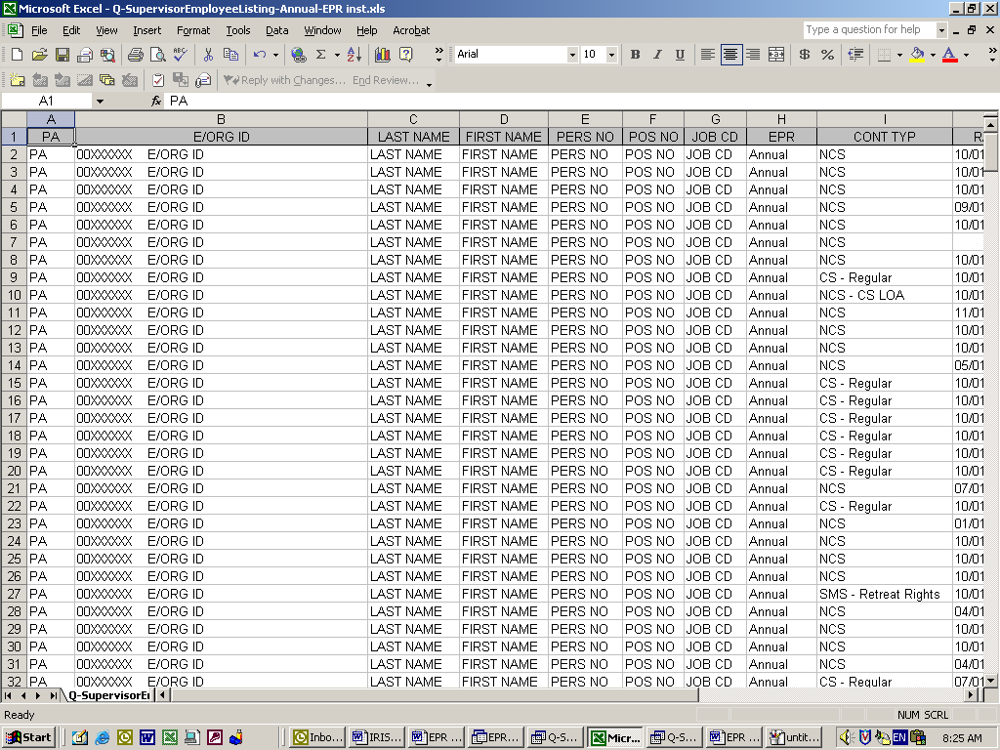 Microsoft Excel - Q-SupervisorEmployeeListing-Annual-EPR inst.xls
File Edit View Insert Format Tools Data Window Help Acrobat Type a question for help
Arial 10 B I U $ %
Reply with Changes... End Review...
A1 fx PA
A B C D E F G H I
1 PA E/ORG ID LAST NAME FIRST NAME PERS NO POS NO JOB CD EPR CONT TYP
2 PA 00XXXXXX E/ORG ID LAST NAME FIRST NAME PERS NO POS NO JOB CD Annual NCS 10/01
3 PA 00XXXXXX E/ORG ID LAST NAME FIRST NAME PERS NO POS NO JOB CD Annual NCS 10/01
4 PA 00XXXXXX E/ORG ID LAST NAME FIRST NAME PERS NO POS NO JOB CD Annual NCS 10/01
5 PA 00XXXXXX E/ORG ID LAST NAME FIRST NAME PERS NO POS NO JOB CD Annual NCS 09/01
6 PA 00XXXXXX E/ORG ID LAST NAME FIRST NAME PERS NO POS NO JOB CD Annual NCS 10/01
7 PA 00XXXXXX E/ORG ID LAST NAME FIRST NAME PERS NO POS NO JOB CD Annual NCS
8 PA 00XXXXXX E/ORG ID LAST NAME FIRST NAME PERS NO POS NO JOB CD Annual NCS 10/01
9 PA 00XXXXXX E/ORG ID LAST NAME FIRST NAME PERS NO POS NO JOB CD Annual CS - Regular 10/01
10 PA 00XXXXXX E/ORG ID LAST NAME FIRST NAME PERS NO POS NO JOB CD Annual NCS - CS LOA 10/01
11 PA 00XXXXXX E/ORG ID LAST NAME FIRST NAME PERS NO POS NO JOB CD Annual NCS 11/01
12 PA 00XXXXXX E/ORG ID LAST NAME FIRST NAME PERS NO POS NO JOB CD Annual NCS 10/01
13 PA 00XXXXXX E/ORG ID LAST NAME FIRST NAME PERS NO POS NO JOB CD Annual NCS 10/01
14 PA 00XXXXXX E/ORG ID LAST NAME FIRST NAME PERS NO POS NO JOB CD Annual NCS 05/01
15 PA 00XXXXXX E/ORG ID LAST NAME FIRST NAME PERS NO POS NO JOB CD Annual CS - Regular 10/01
16 PA 00XXXXXX E/ORG ID LAST NAME FIRST NAME PERS NO POS NO JOB CD Annual CS - Regular 10/01
17 PA 00XXXXXX E/ORG ID LAST NAME FIRST NAME PERS NO POS NO JOB CD Annual CS - Regular 10/01
18 PA 00XXXXXX E/ORG ID LAST NAME FIRST NAME PERS NO POS NO JOB CD Annual CS - Regular 10/01
19 PA 00XXXXXX E/ORG ID LAST NAME FIRST NAME PERS NO POS NO JOB CD Annual CS - Regular 10/01
20 PA 00XXXXXX E/ORG ID LAST NAME FIRST NAME PERS NO POS NO JOB CD Annual CS - Regular 10/01
21 PA 00XXXXXX E/ORG ID LAST NAME FIRST NAME PERS NO POS NO JOB CD Annual NCS 07/01
22 PA 00XXXXXX E/ORG ID LAST NAME FIRST NAME PERS NO POS NO JOB CD Annual CS - Regular 10/01
23 PA 00XXXXXX E/ORG ID LAST NAME FIRST NAME PERS NO POS NO JOB CD Annual NCS 01/01
24 PA 00XXXXXX E/ORG ID LAST NAME FIRST NAME PERS NO POS NO JOB CD Annual NCS 10/01
25 PA 00XXXXXX E/ORG ID LAST NAME FIRST NAME PERS NO POS NO JOB CD Annual NCS 10/01
26 PA 00XXXXXX E/ORG ID LAST NAME FIRST NAME PERS NO POS NO JOB CD Annual NCS 10/01
27 PA 00XXXXXX E/ORG ID LAST NAME FIRST NAME PERS NO POS NO JOB CD Annual SMS - Retreat Rights 10/01
28 PA 00XXXXXX E/ORG ID LAST NAME FIRST NAME PERS NO POS NO JOB CD Annual NCS 04/01
29 PA 00XXXXXX E/ORG ID LAST NAME FIRST NAME PERS NO POS NO JOB CD Annual NCS 10/01
30 PA 00XXXXXX E/ORG ID LAST NAME FIRST NAME PERS NO POS NO JOB CD Annual NCS 10/01
31 PA 00XXXXXX E/ORG ID LAST NAME FIRST NAME PERS NO POS NO JOB CD Annual NCS 04/01
32 PA 00XXXXXX E/ORG ID LAST NAME FIRST NAME PERS NO POS NO JOB CD Annual CS - Regular 07/01
Q-SupervisorE
Ready NUM SCRL
Start Inbo... IRIS... EPR ... EPR... Q-S... Micr... Q-S... EPR ... untit... EN 8:25 AM